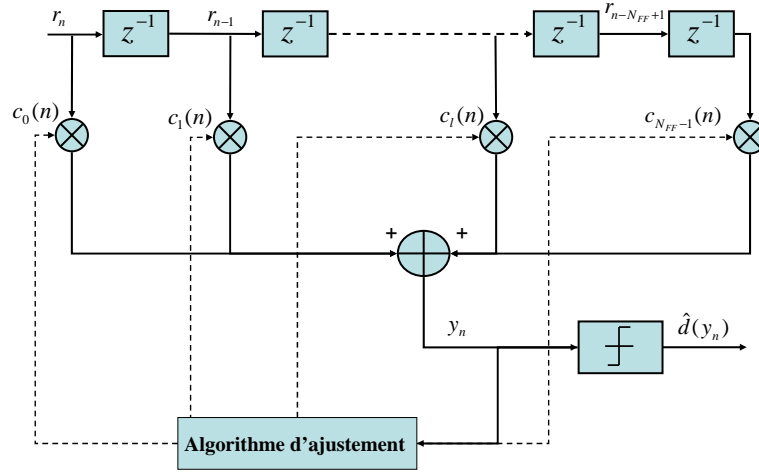 r_n
z^{-1}
r_{n-1}
z^{-1}
z^{-1}
r_{n-N_{FF}+1}
z^{-1}
c_0(n)
c_1(n)
c_l(n)
c_{N_{FF}-1}(n)
+
+
y_n
\hat{d}(y_n)
Algorithme d'ajustement